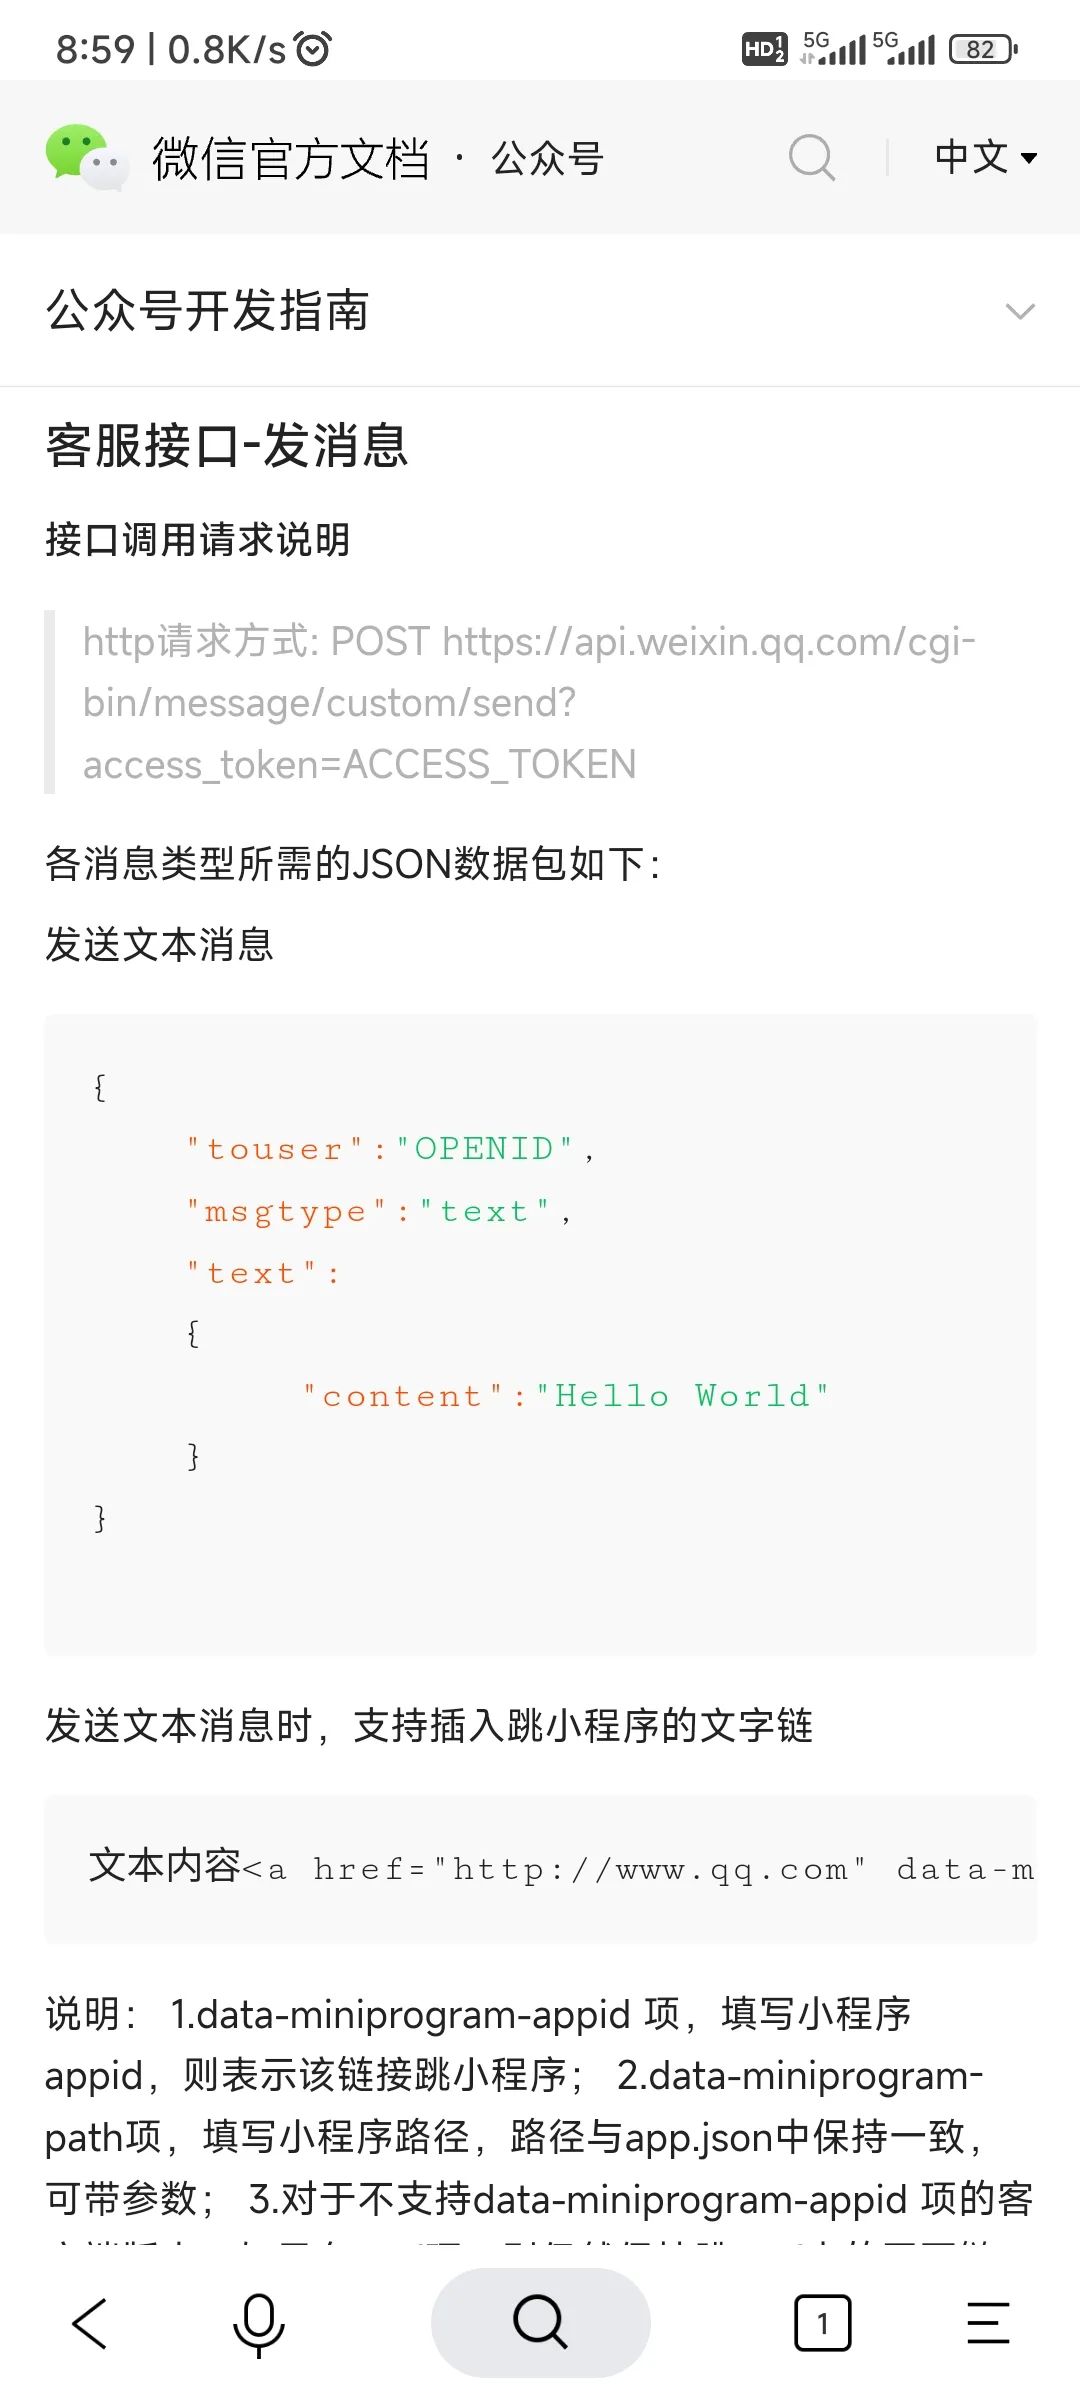 8:59 | 0.8K/s
HD 1 2 5G 5G 82
微信官方文档 · 公众号 中文
公众号开发指南
客服接口-发消息
接口调用请求说明
http请求方式: POST https://api.weixin.qq.com/cgi-
bin/message/custom/send?
access_token=ACCESS_TOKEN
各消息类型所需的JSON数据包如下：
发送文本消息
{
"touser":"OPENID",
"msgtype":"text",
"text":
{
"content":"Hello World"
}
}
发送文本消息时，支持插入跳小程序的文字链
文本内容<a href="http://www.qq.com" data-m
说明： 1.data-miniprogram-appid 项，填写小程序
appid，则表示该链接跳小程序； 2.data-miniprogram-
path项，填写小程序路径，路径与app.json中保持一致，
可带参数； 3.对于不支持data-miniprogram-appid 项的客
1